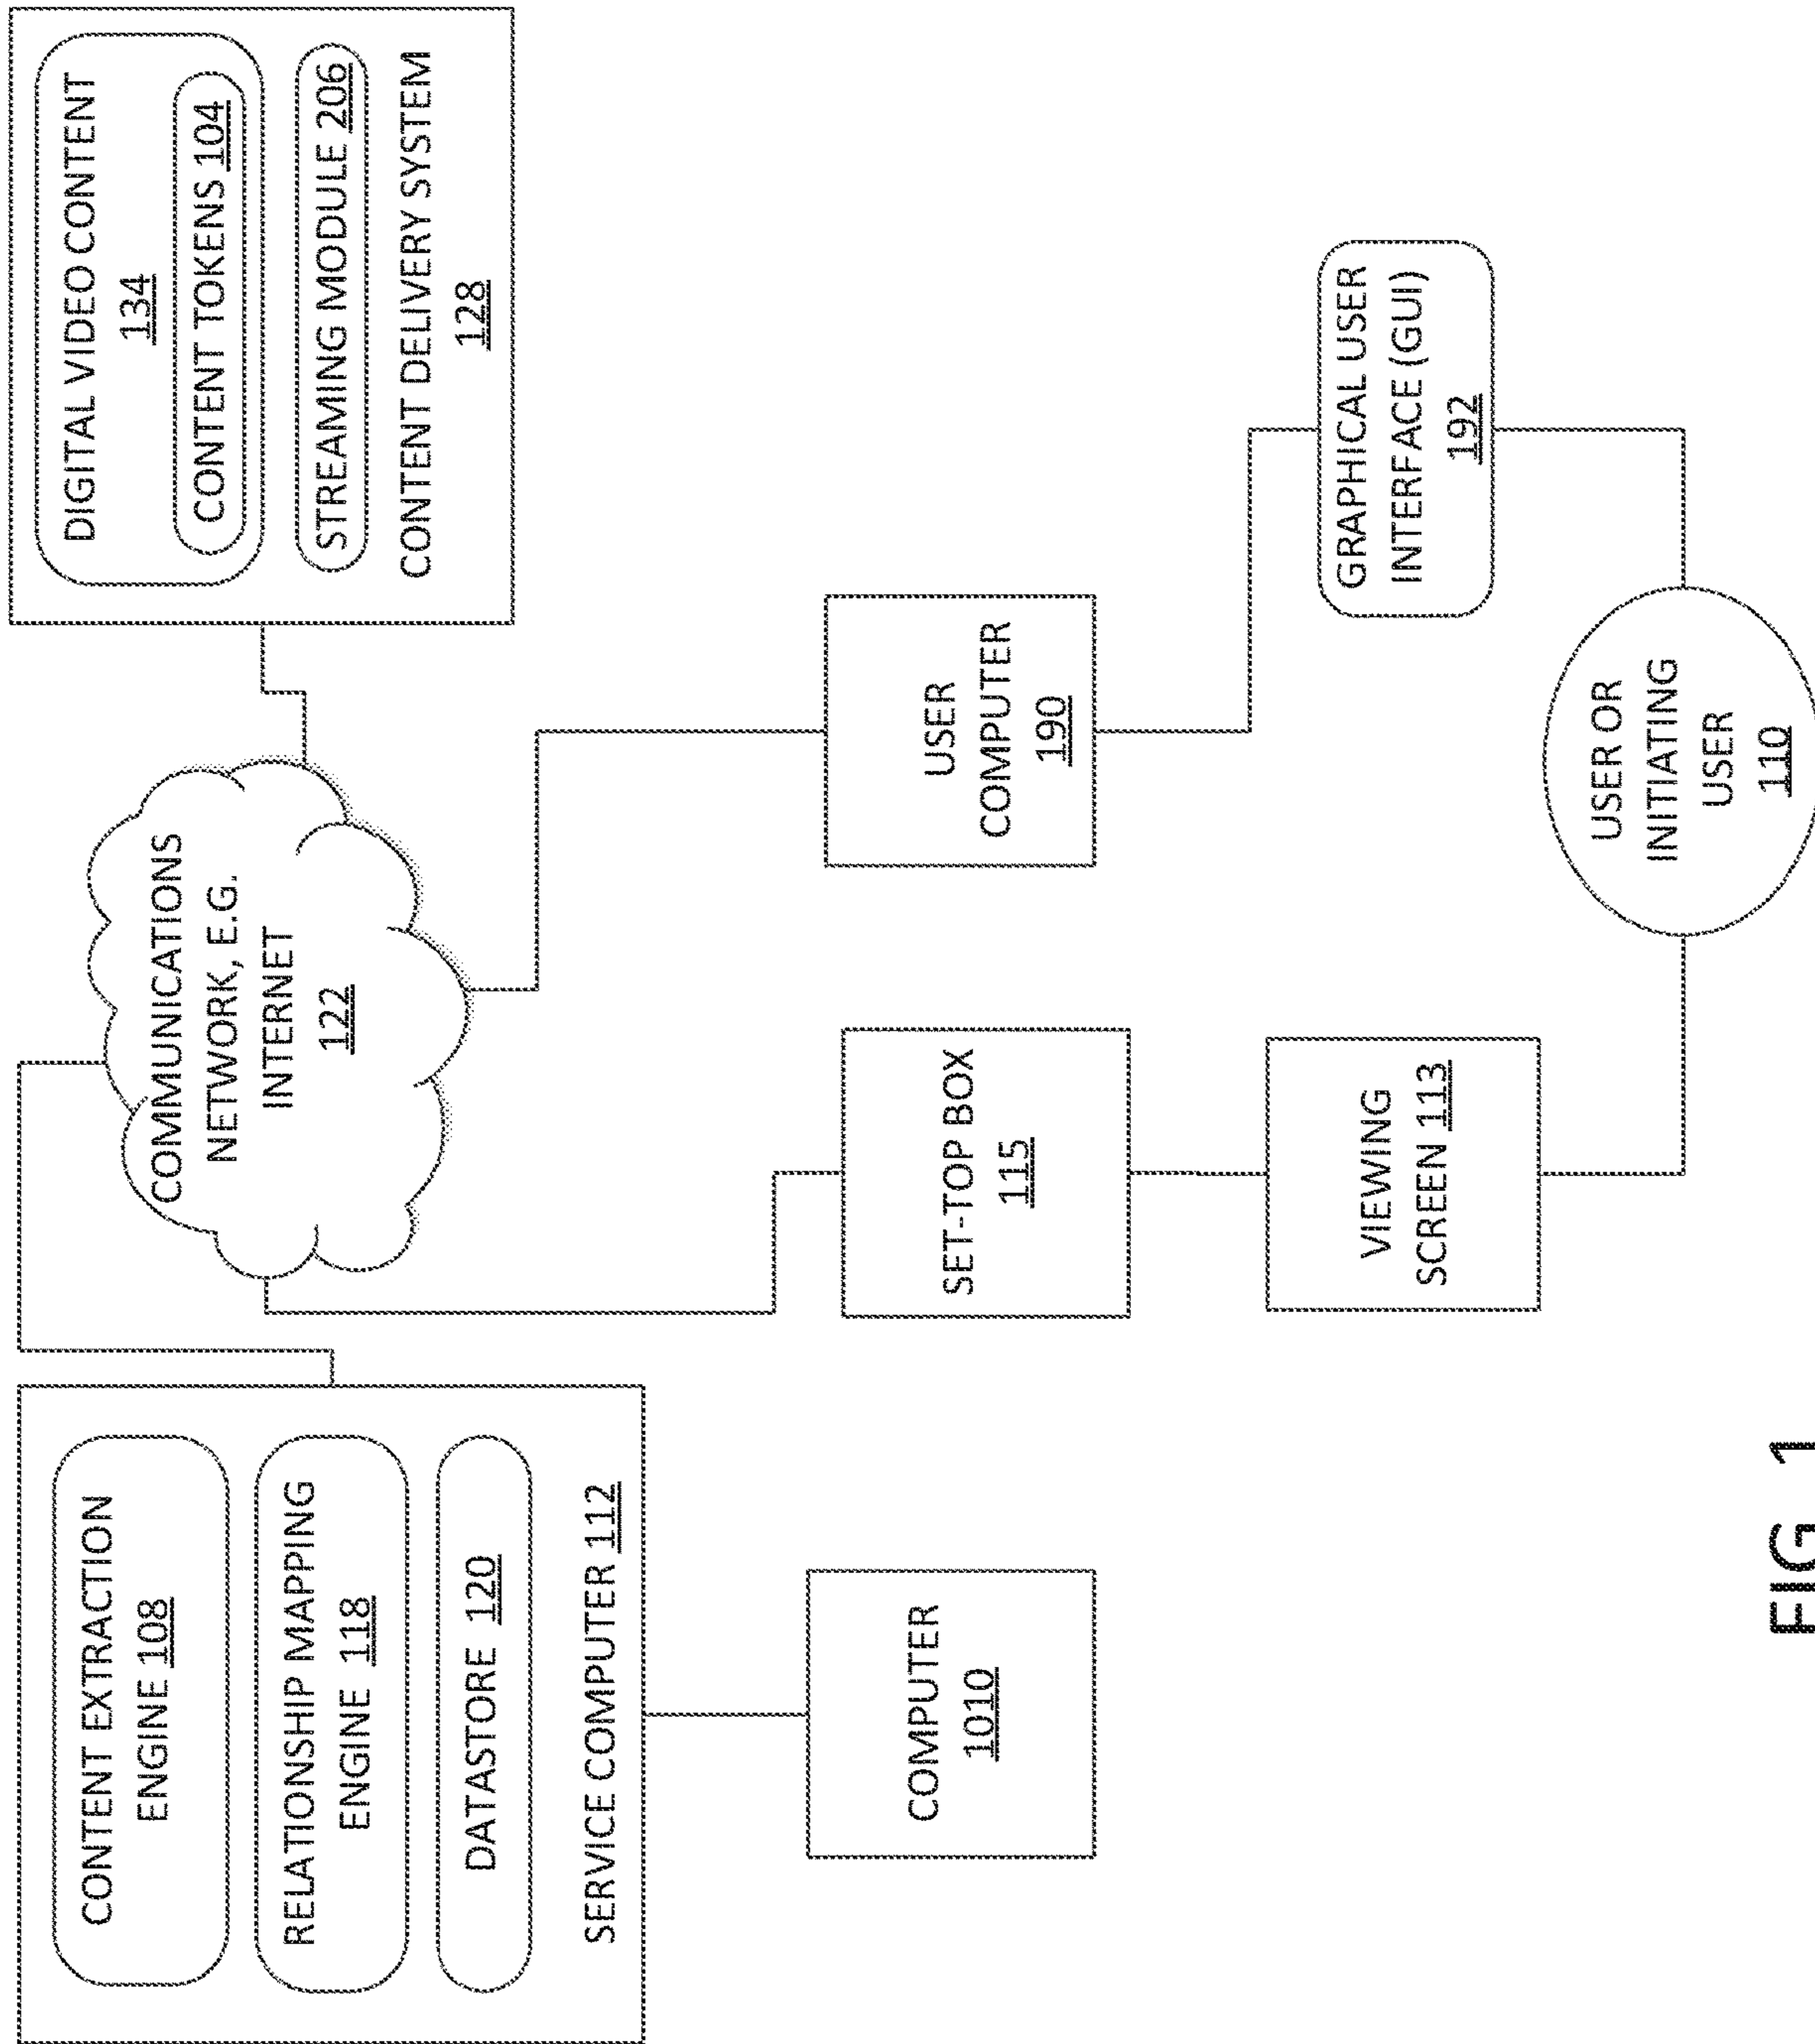 CONTENT EXTRACTION
ENGINE 108
RELATIONSHIP MAPPING
ENGINE 118
DATASTORE 120
SERVICE COMPUTER 112
COMPUTER
1010
COMMUNICATIONS
NETWORK, E.G.
INTERNET
122
DIGITAL VIDEO CONTENT
134
CONTENT TOKENS 104
STREAMING MODULE 206
CONTENT DELIVERY SYSTEM
128
SET-TOP BOX
115
VIEWING
SCREEN 113
USER
COMPUTER
190
GRAPHICAL USER
INTERFACE (GUI)
192
USER OR
INITIATING
USER
110
FIG. 1